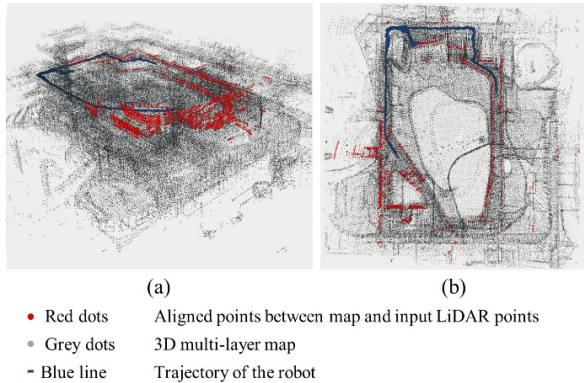 (a) (b)
Red dots Aligned points between map and input LiDAR points
Grey dots 3D multi-layer map
Blue line Trajectory of the robot